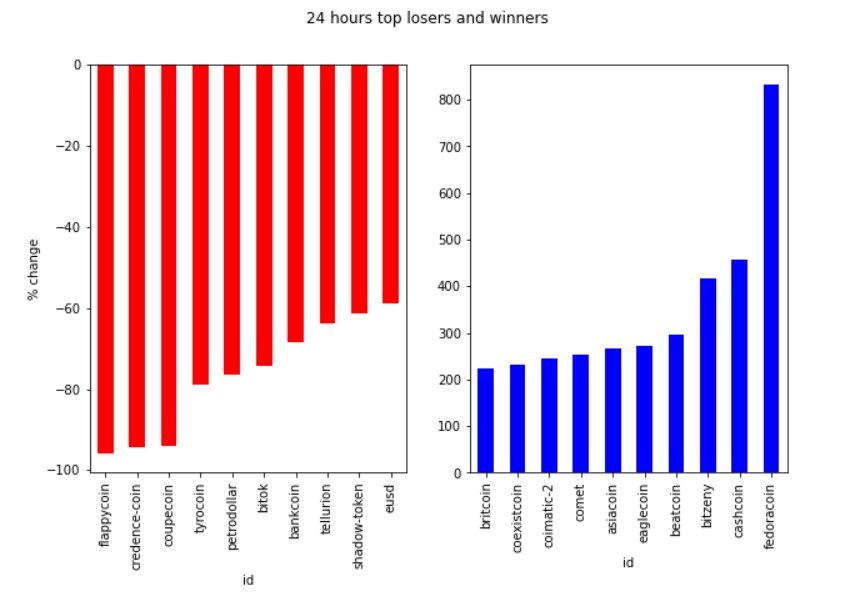 24 hours top losers and winners
% change
0
−20
−40
−60
−80
−100
flappycoin
credence-coin
coupecoin
tyrocoin
petrodollar
bitok
bankcoin
tellurion
shadow-token
eusd
id
800
700
600
500
400
300
200
100
0
britcoin
coexistcoin
coimatic-2
comet
asiacoin
eaglecoin
beatcoin
bitzeny
cashcoin
fedoracoin
id